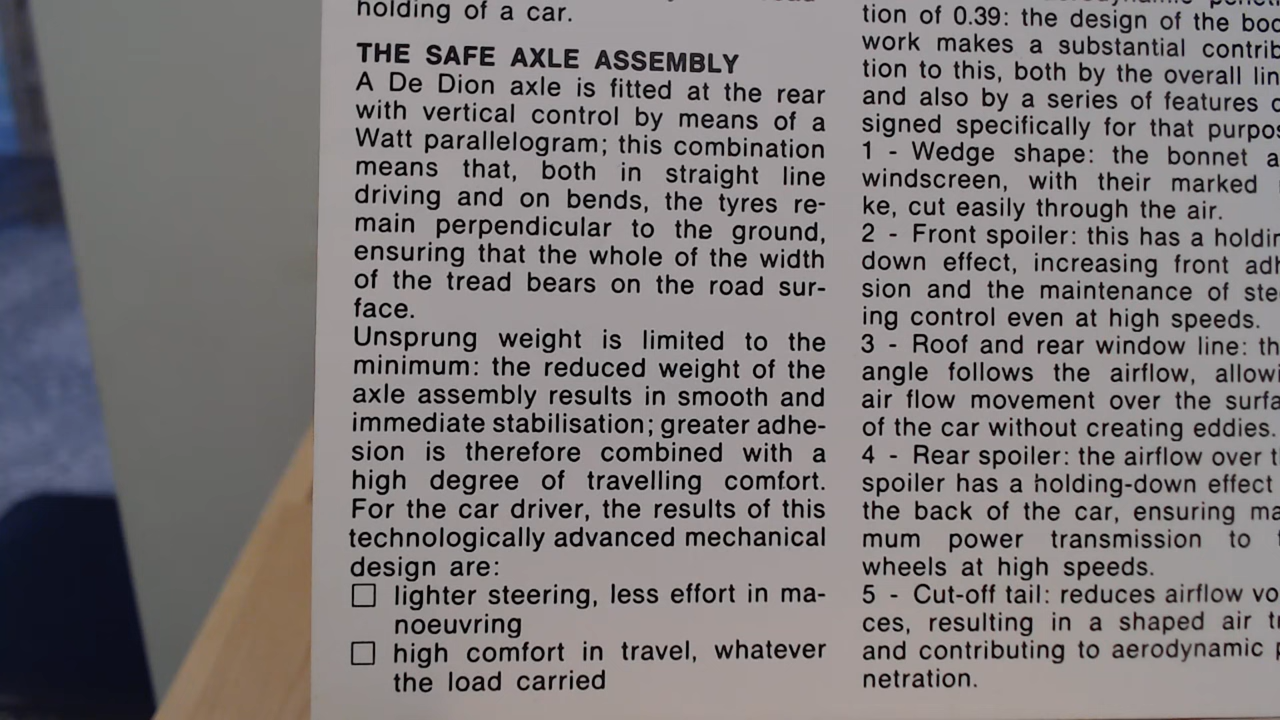 holding of a car.
THE SAFE AXLE ASSEMBLY
A De Dion axle is fitted at the rear
with vertical control by means of a
Watt parallelogram; this combination
means that, both in straight line
driving and on bends, the tyres re-
main perpendicular to the ground,
ensuring that the whole of the width
of the tread bears on the road sur-
face.
Unsprung weight is limited to the
minimum: the reduced weight of the
axle assembly results in smooth and
immediate stabilisation; greater adhe-
sion is therefore combined with a
high degree of travelling comfort.
For the car driver, the results of this
technologically advanced mechanical
design are:
☐ lighter steering, less effort in ma-
noeuvring
☐ high comfort in travel, whatever
the load carried
tion of 0.39: the design of the
work makes a substantial
tion to this, both by the overall
and also by a series of features
signed specifically for that
1 - Wedge shape: the bonnet
windscreen, with their marked
ke, cut easily through the air.
2 - Front spoiler: this has a
down effect, increasing front
sion and the maintenance of
ing control even at high speeds.
3 - Roof and rear window line:
angle follows the airflow,
air flow movement over the
of the car without creating eddies.
4 - Rear spoiler: the airflow over
spoiler has a holding-down effect
the back of the car, ensuring
mum power transmission to
wheels at high speeds.
5 - Cut-off tail: reduces airflow
ces, resulting in a shaped air
and contributing to aerodynamic
netration.